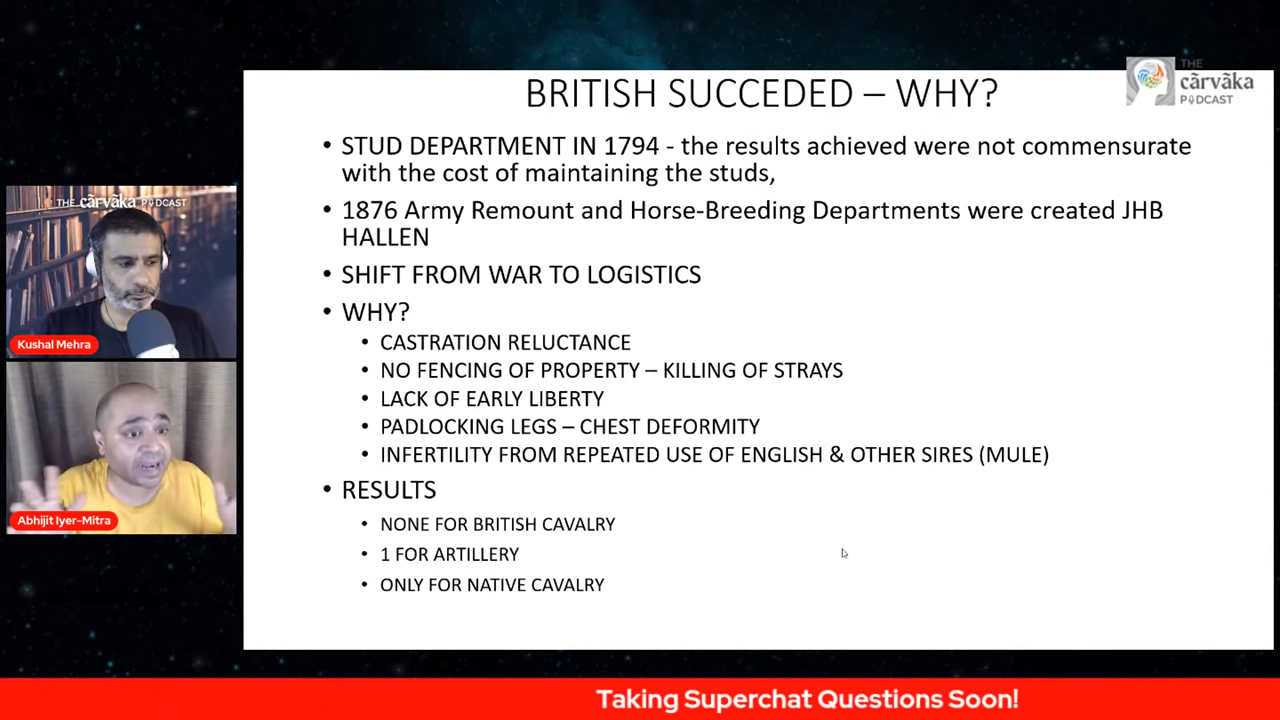 BRITISH SUCCEDED – WHY?
THE
cārvāka
PODCAST
• STUD DEPARTMENT IN 1794 - the results achieved were not commensurate
with the cost of maintaining the studs,
• 1876 Army Remount and Horse-Breeding Departments were created JHB
HALLEN
• SHIFT FROM WAR TO LOGISTICS
• WHY?
• CASTRATION RELUCTANCE
• NO FENCING OF PROPERTY – KILLING OF STRAYS
• LACK OF EARLY LIBERTY
• PADLOCKING LEGS – CHEST DEFORMITY
• INFERTILITY FROM REPEATED USE OF ENGLISH & OTHER SIRES (MULE)
• RESULTS
• NONE FOR BRITISH CAVALRY
• 1 FOR ARTILLERY
• ONLY FOR NATIVE CAVALRY
THE cārvāka PODCAST
Kushal Mehra
Abhijit Iyer-Mitra
Taking Superchat Questions Soon!